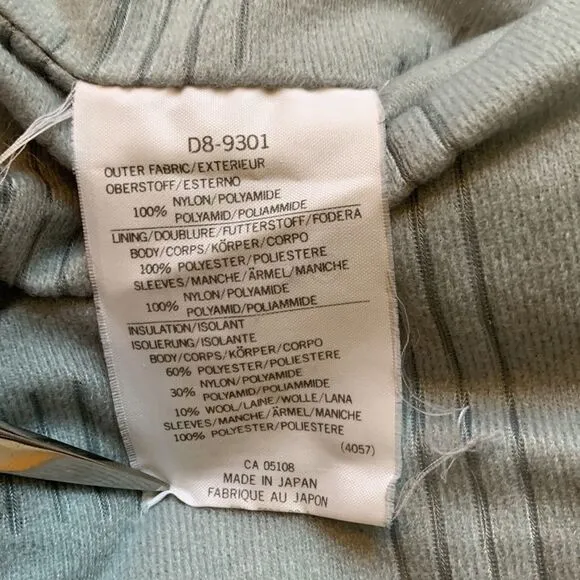 D8-9301
OUTER FABRIC/EXTERIEUR
OBERSTOFF/ESTERNO
100% NYLON/POLYAMIDE
POLYAMID/POLIAMMIDE
LINING/DOUBLURE/FUTTERSTOFF/FODERA
BODY/CORPS/KÖRPER/CORPO
100% POLYESTER/POLIESTERE
SLEEVES/MANCHE/ÄRMEL/MANICHE
100% NYLON/POLYAMIDE
POLYAMID/POLIAMMIDE
INSULATION/ISOLANT
ISOLIERUNG/ISOLANTE
BODY/CORPS/KÖRPER/CORPO
60% POLYESTER/POLIESTERE
30% NYLON/POLYAMIDE
POLYAMID/POLIAMMIDE
10% WOOL/LAINE/WOLLE/LANA
SLEEVES/MANCHE/ÄRMEL/MANICHE
100% POLYESTER/POLIESTERE
(4057)
CA 05108
MADE IN JAPAN
FABRIQUE AU JAPON